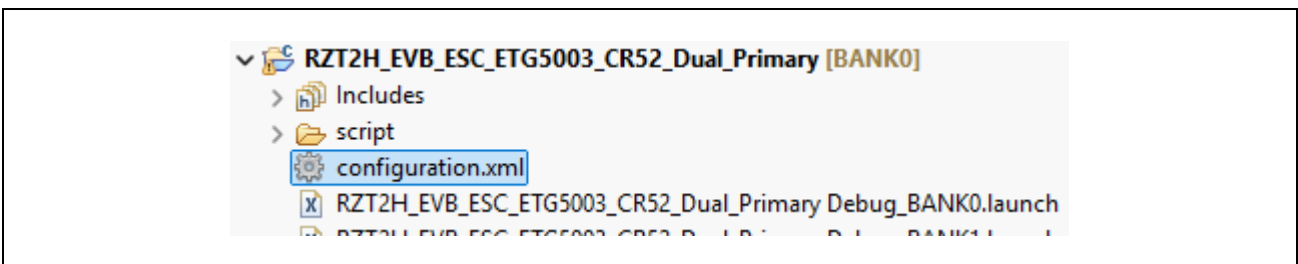 RZT2H_EVB_ESC_ETG5003_CR52_Dual_Primary [BANK0]
Includes
script
configuration.xml
RZT2H_EVB_ESC_ETG5003_CR52_Dual_Primary Debug_BANK0.launch